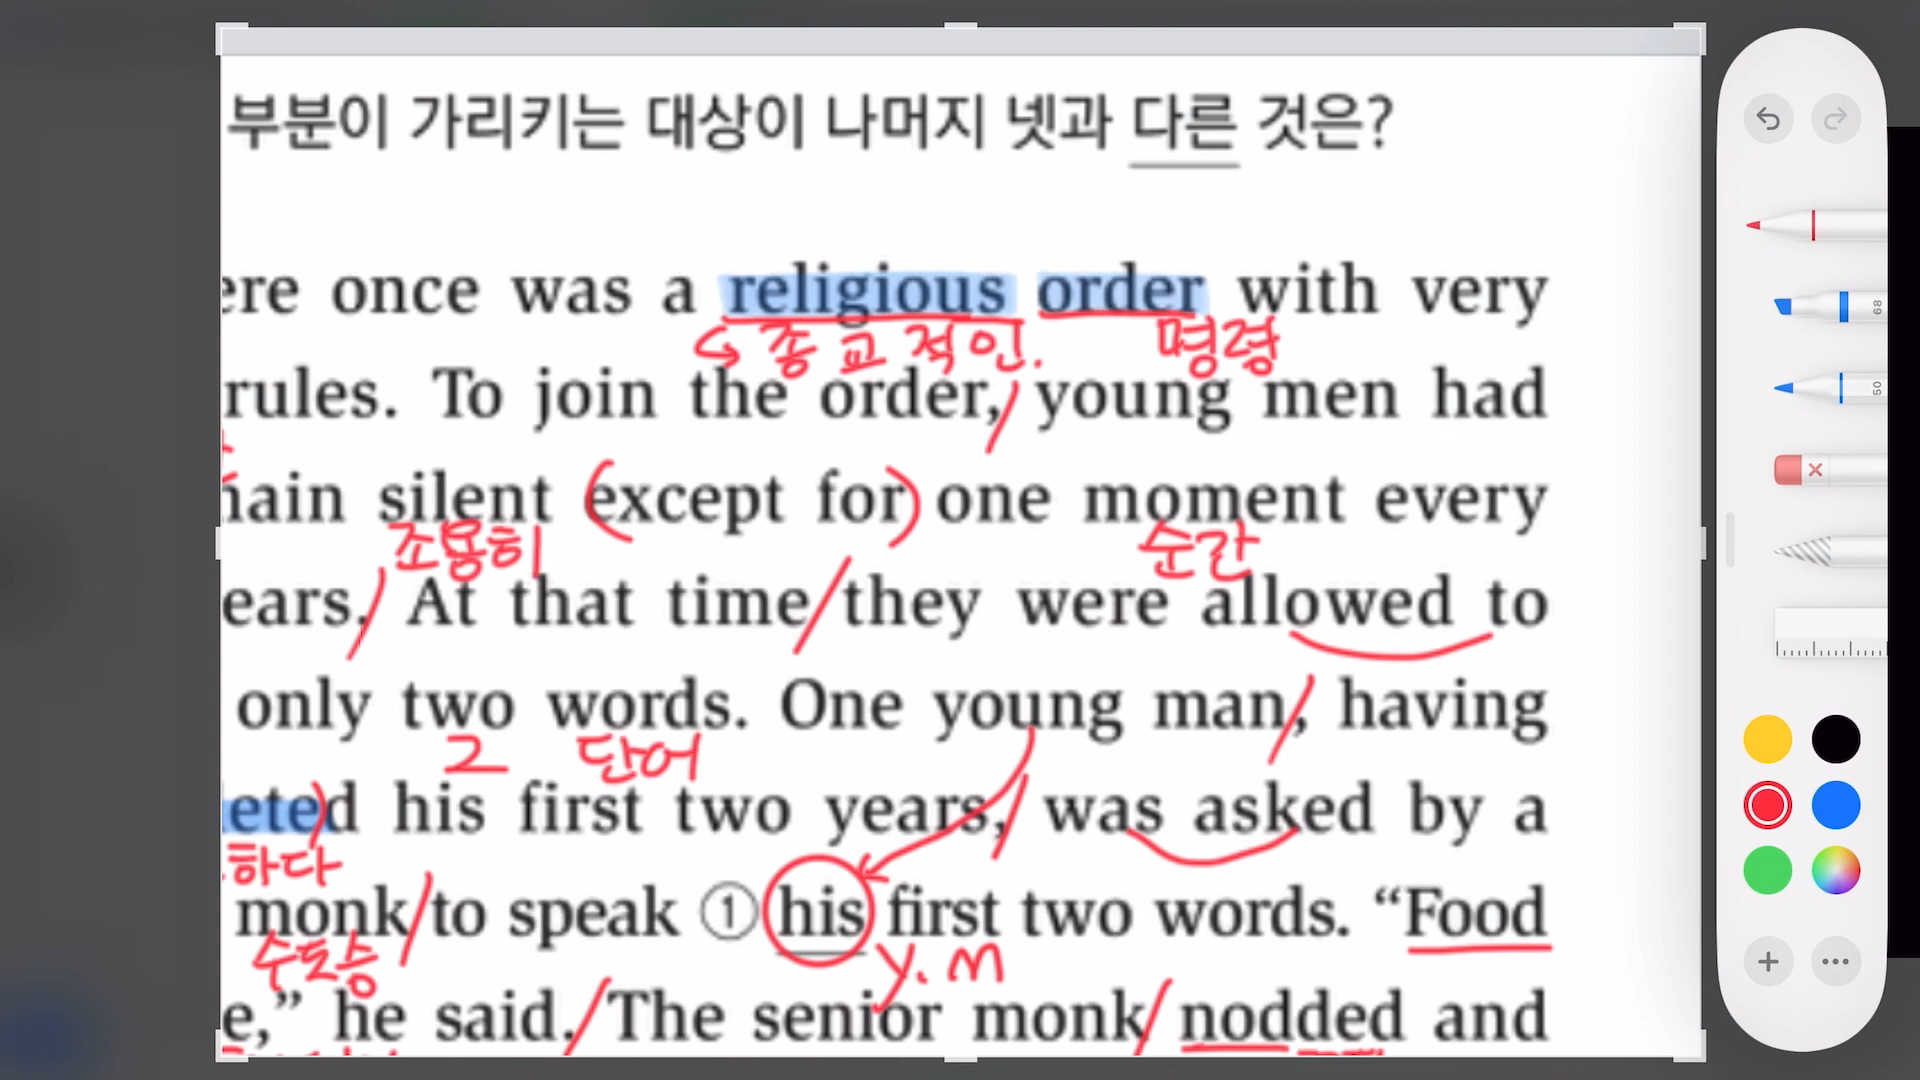 부분이 가리키는 대상이 나머지 넷과 다른 것은?
ere once was a religious order with very
종교적인. 명령
rules. To join the order, young men had
main silent (except for) one moment every
조용히 순간
ears. At that time they were allowed to
only two words. One young man, having
2 단어
eted his first two years, was asked by a
하다
monk to speak ① his first two words. “Food
수도승 y.m
e,” he said. The senior monk nodded and
68
50